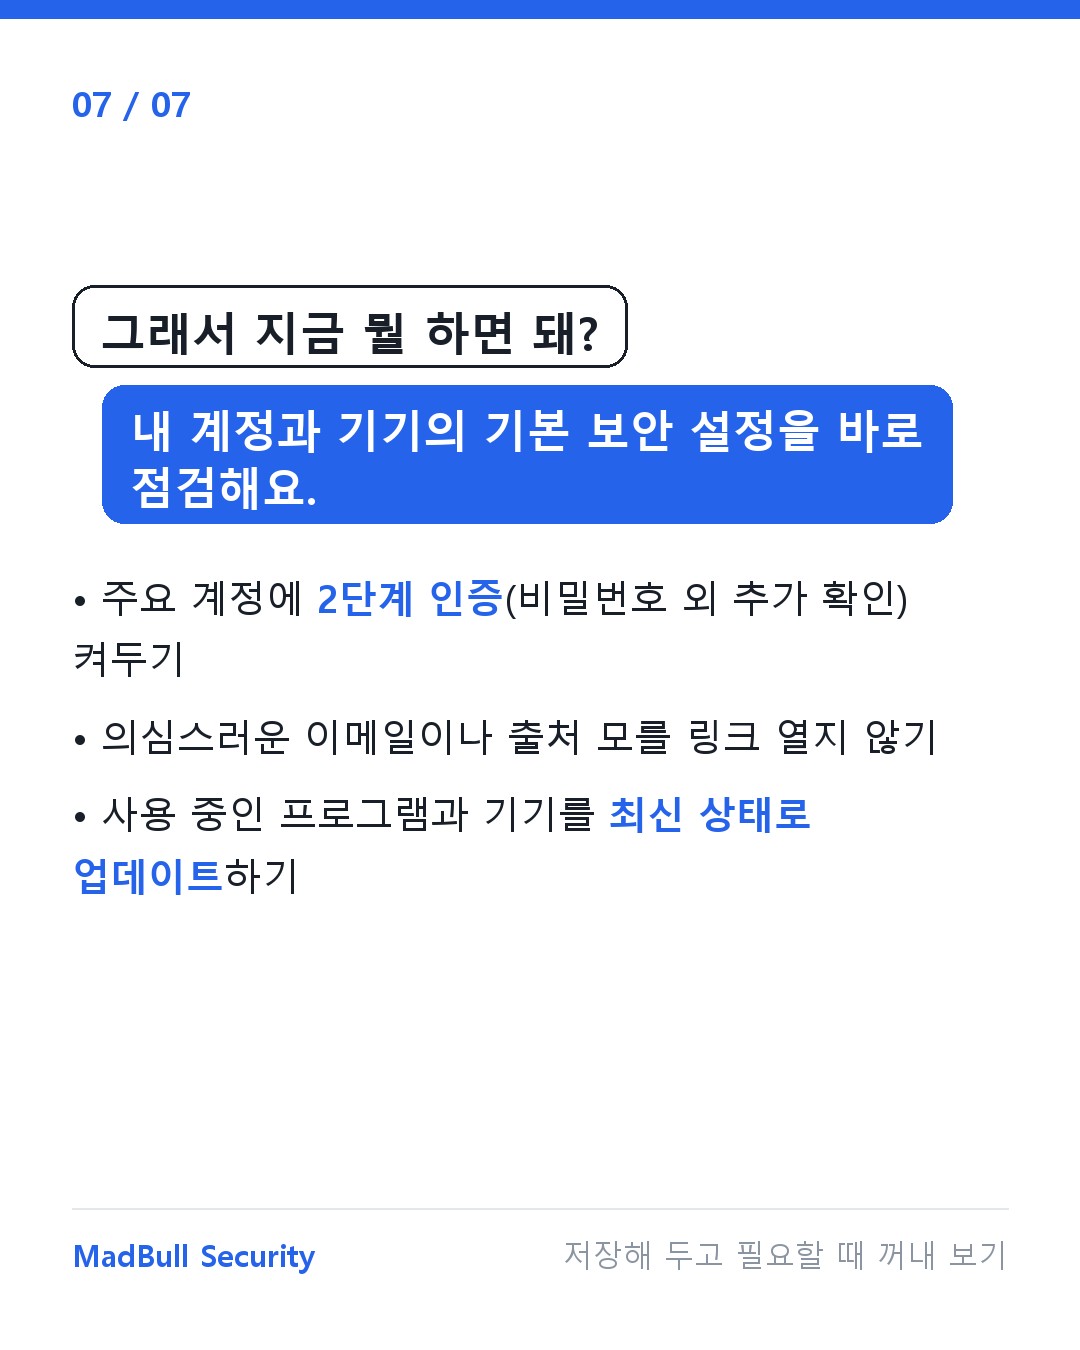 07 / 07
그래서 지금 뭘 하면 돼?
내 계정과 기기의 기본 보안 설정을 바로
점검해요.
• 주요 계정에 2단계 인증(비밀번호 외 추가 확인)
켜두기
• 의심스러운 이메일이나 출처 모를 링크 열지 않기
• 사용 중인 프로그램과 기기를 최신 상태로
업데이트하기
MadBull Security
저장해 두고 필요할 때 꺼내 보기